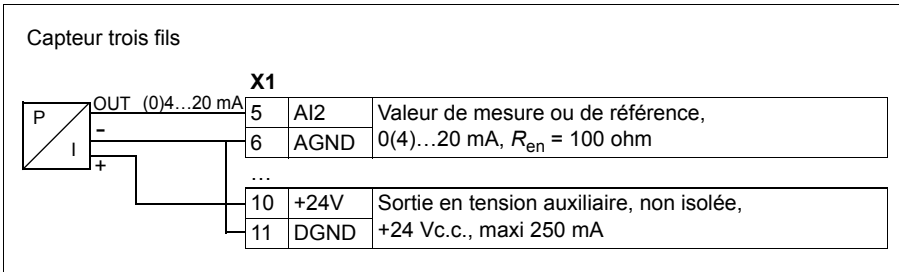 Capteur trois fils
X1
OUT (0)4…20 mA
P
I
-
+
5 AI2 Valeur de mesure ou de référence,
6 AGND 0(4)…20 mA, Ren = 100 ohm
…
10 +24V Sortie en tension auxiliaire, non isolée,
11 DGND +24 Vc.c., maxi 250 mA